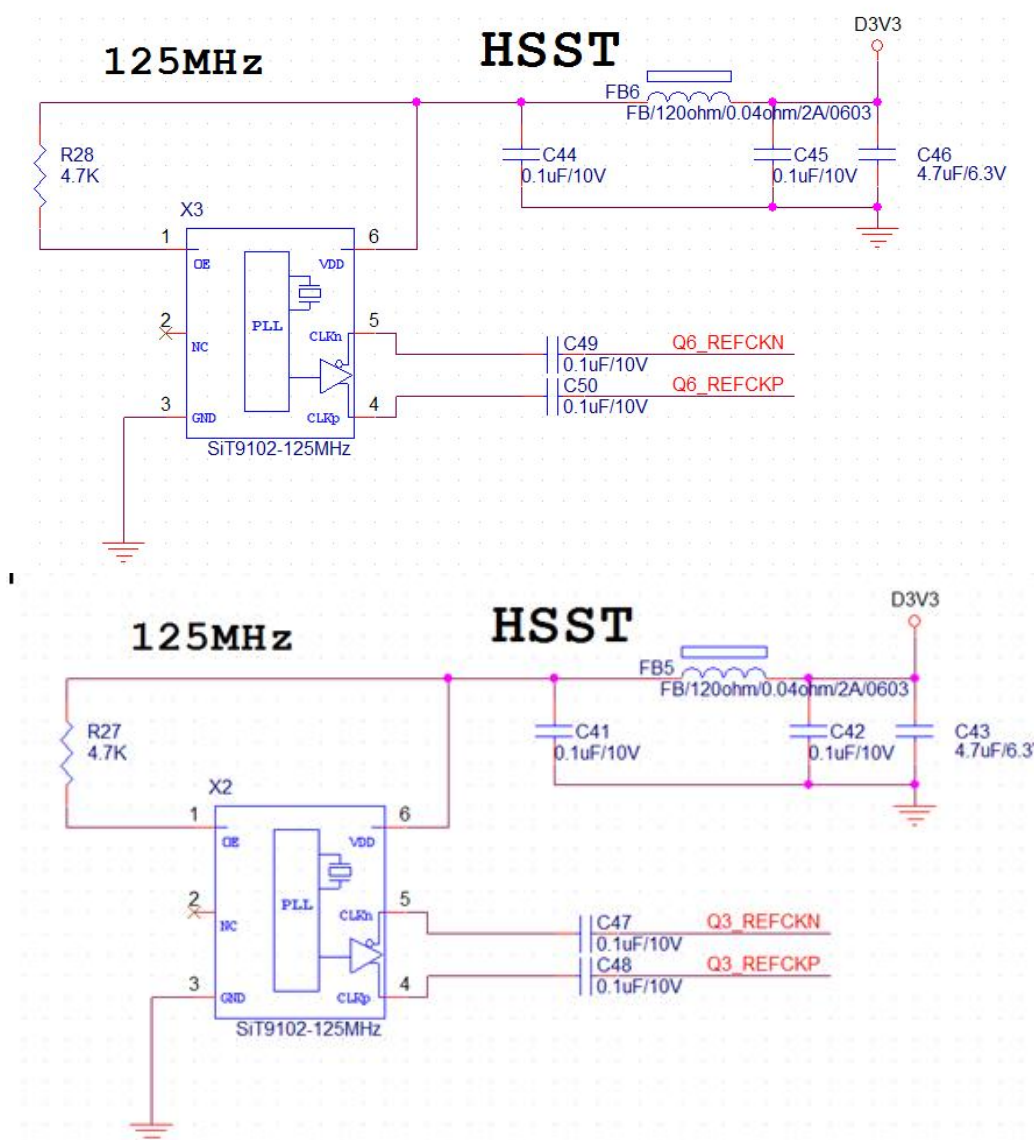 D3V3
125MHz
HSST
FB6
FB/120ohm/0.04ohm/2A/0603
R28
4.7K
C44
0.1uF/10V
C45
0.1uF/10V
C46
4.7uF/6.3V
X3
1
6
OE
VDD
2
PLL
5
NC
CLKn
C49
0.1uF/10V
Q6_REFCKN
C50
0.1uF/10V
Q6_REFCKP
3
4
GND
CLKp
SiT9102-125MHz
D3V3
125MHz
HSST
FB5
FB/120ohm/0.04ohm/2A/0603
R27
4.7K
C41
0.1uF/10V
C42
0.1uF/10V
C43
4.7uF/6.3
X2
1
6
OE
VDD
2
PLL
5
NC
CLKn
C47
0.1uF/10V
Q3_REFCKN
C48
0.1uF/10V
Q3_REFCKP
3
4
GND
CLKp
SiT9102-125MHz